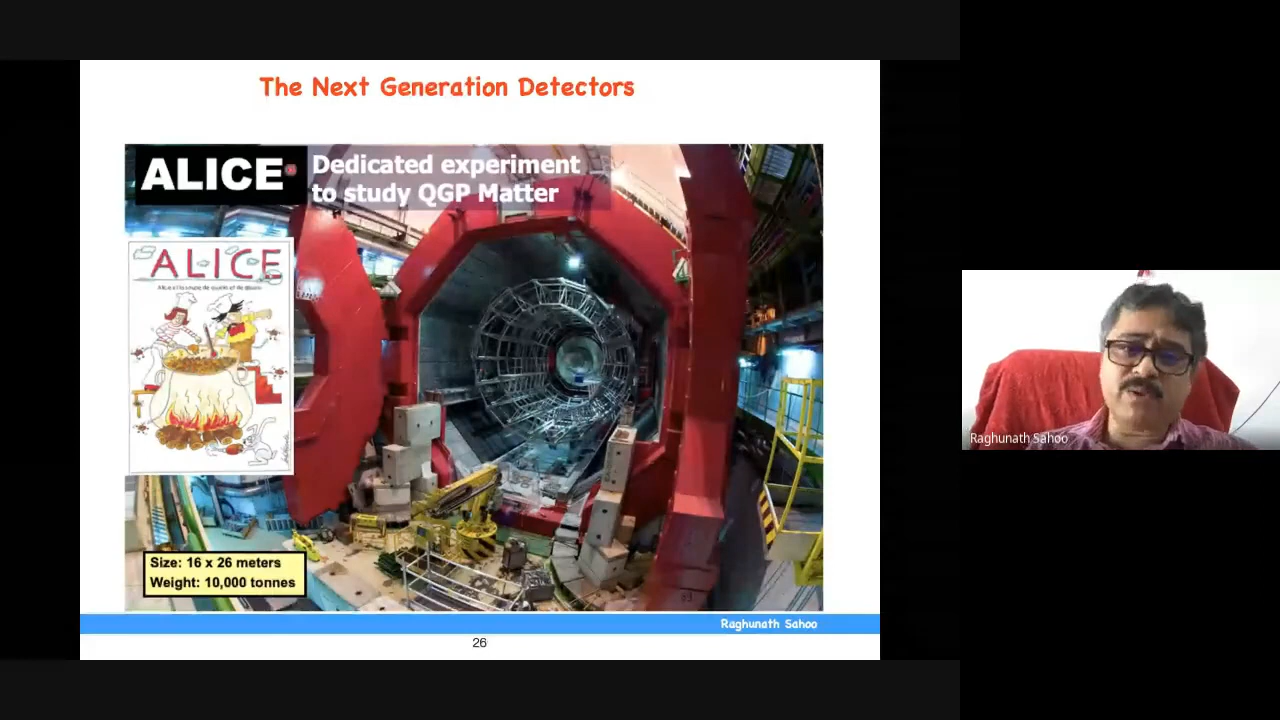 The Next Generation Detectors
ALICE
Dedicated experiment
to study QGP Matter
ALICE
Size: 16 x 26 meters
Weight: 10,000 tonnes
Raghunath Sahoo
26
Raghunath Sahoo